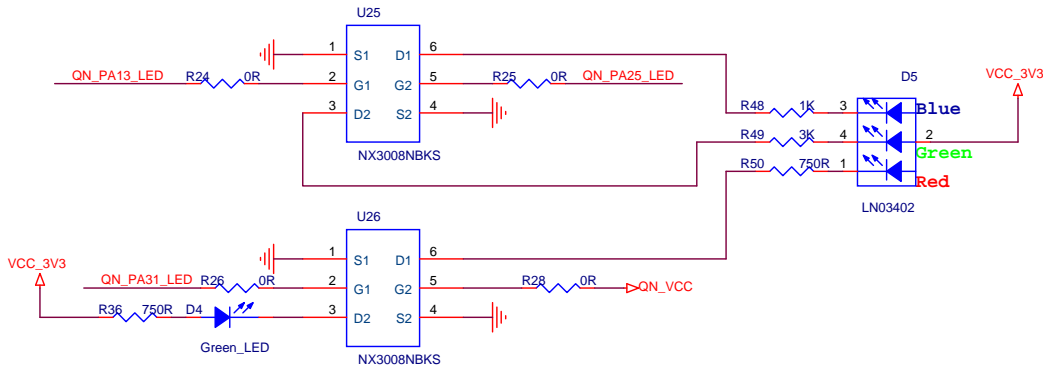 U25
1 S1 D1 6
QN_PA13_LED R24 0R 2 G1 G2 5 R25 0R QN_PA25_LED
3 D2 S2 4
NX3008NBKS
D5
VCC_3V3
R48 1K 3 Blue
R49 3K 4 2
Green
R50 750R 1
Red
LN03402
U26
1 S1 D1 6
VCC_3V3
QN_PA31_LED R26 0R 2 G1 G2 5 R28 0R QN_VCC
R36 750R D4 3 D2 S2 4
Green_LED
NX3008NBKS